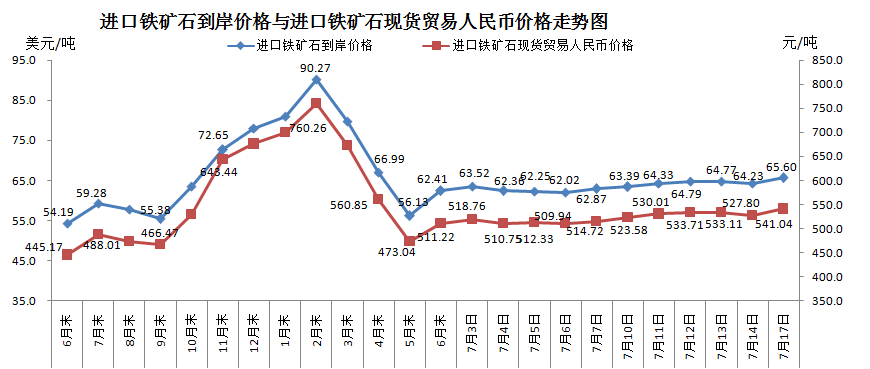 进口铁矿石到岸价格与进口铁矿石现货贸易人民币价格走势图
美元/吨
元/吨
进口铁矿石到岸价格 进口铁矿石现货贸易人民币价格
95.0
85.0
75.0
65.0
55.0
45.0
35.0
850.0
800.0
750.0
700.0
650.0
600.0
550.0
500.0
450.0
400.0
350.0
54.19
59.28
55.38
72.65
90.27
66.99
56.13
62.41
63.52
62.36
62.25
62.02
62.87
63.39
64.33
64.79
64.77
64.23
65.60
445.17
488.01
466.47
643.44
760.26
560.85
473.04
511.22
518.76
510.75
512.33
509.94
514.72
523.58
530.01
533.71
533.11
527.80
541.04
6月末
7月末
8月末
9月末
10月末
11月末
12月末
1月末
2月末
3月末
4月末
5月末
6月末
7月3日
7月4日
7月5日
7月6日
7月7日
7月10日
7月11日
7月12日
7月13日
7月14日
7月17日